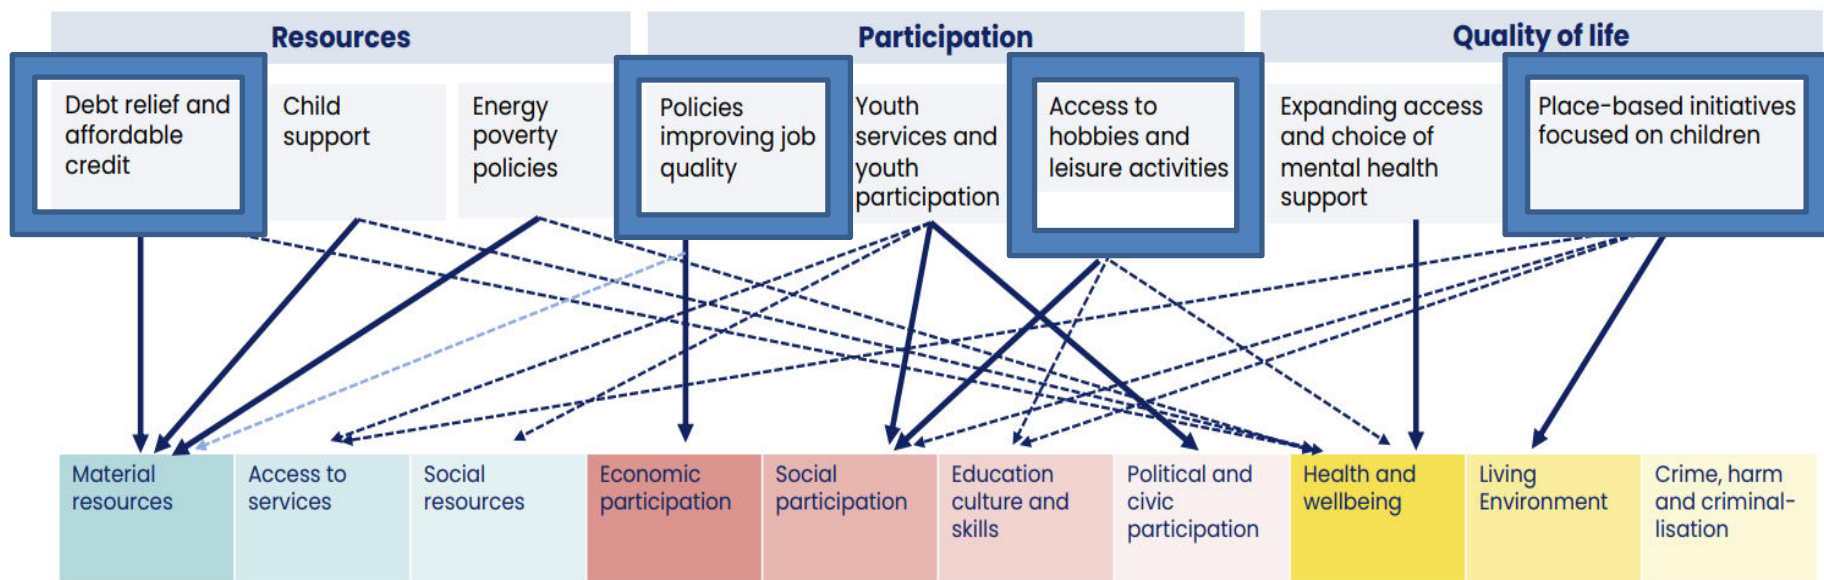 Resources
Participation
Quality of life
Debt relief and
affordable
credit
Child
support
Energy
poverty
policies
Policies
improving job
quality
Youth
services and
youth
participation
Access to
hobbies and
leisure activities
Expanding access
and choice of
mental health
support
Place-based initiatives
focused on children
Material
resources
Access to
services
Social
resources
Economic
participation
Social
participation
Education
culture and
skills
Political and
civic
participation
Health and
wellbeing
Living
Environment
Crime, harm
and criminal-
lisation